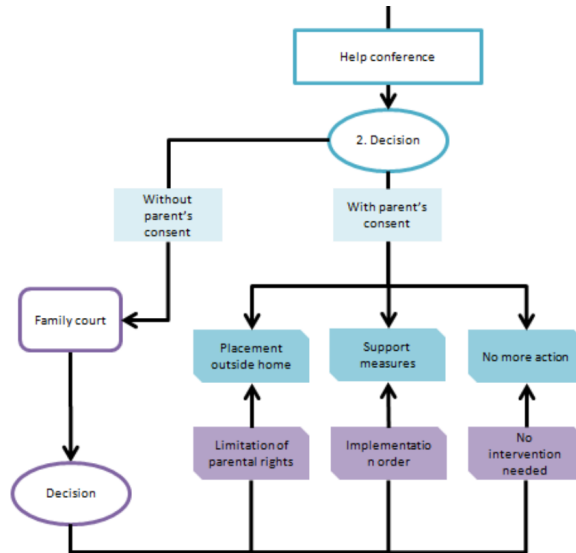 Help conference
2. Decision
Without
parent's
consent
With parent's
consent
Family court
Placement
outside home
Support
measures
No more action
Limitation of
parental rights
Implementatio
n order
No
intervention
needed
Decision